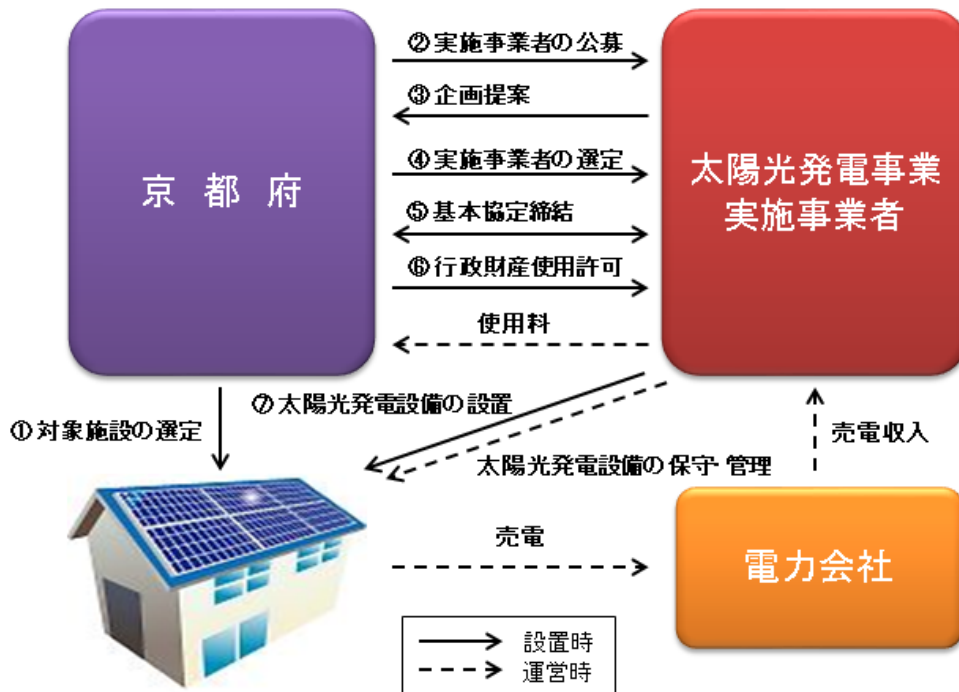 ②実施事業者の公募
③企画提案
④実施事業者の選定
京都府
太陽光発電事業
実施事業者
⑤基本協定締結
⑥行政財産使用許可
使用料
⑦太陽光発電設備の設置
①対象施設の選定
売電収入
太陽光発電設備の保守・管理
売電
電力会社
設置時
運営時